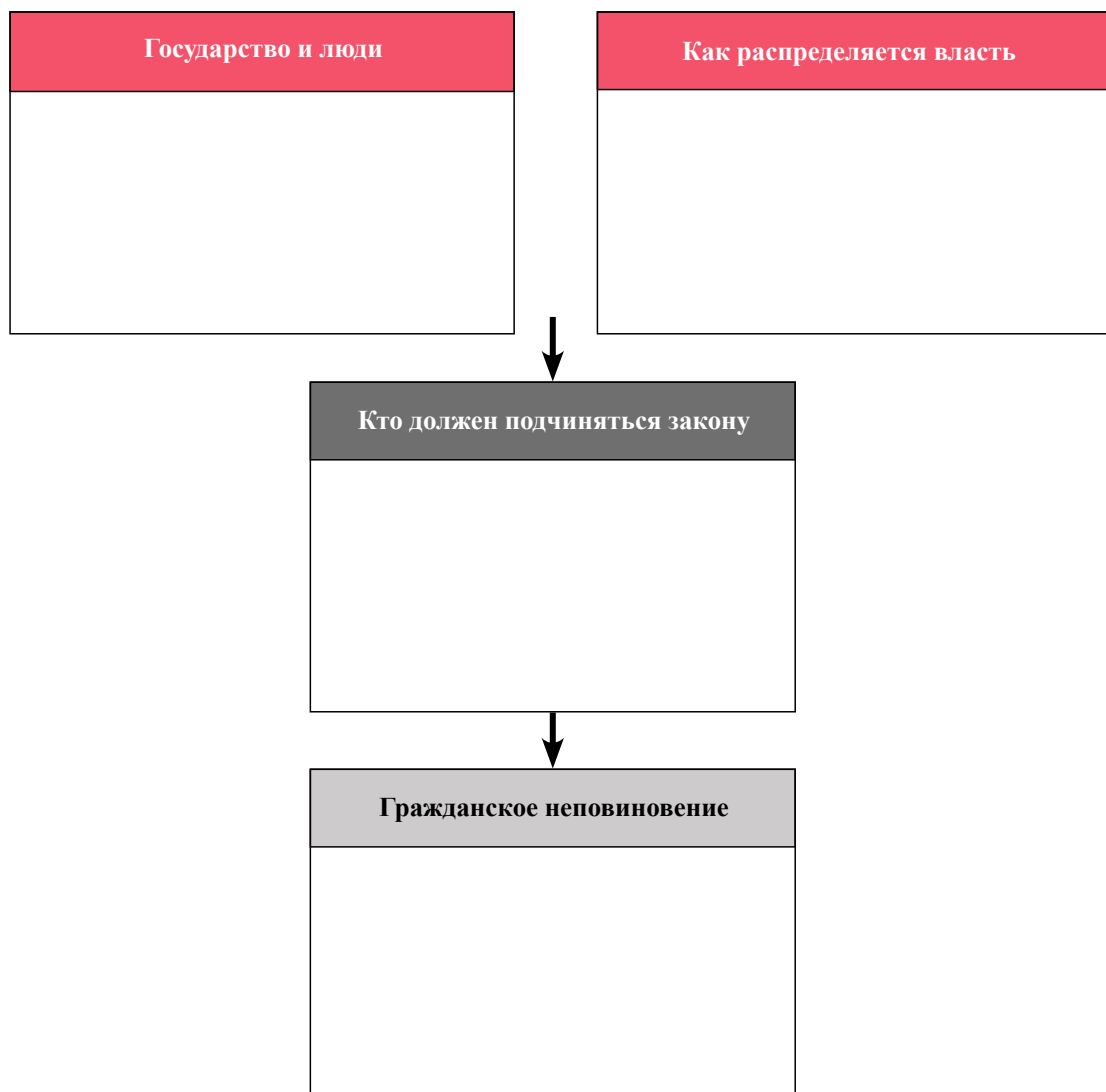 Государство и люди
Как распределяется власть
Кто должен подчиняться закону
Гражданское неповиновение